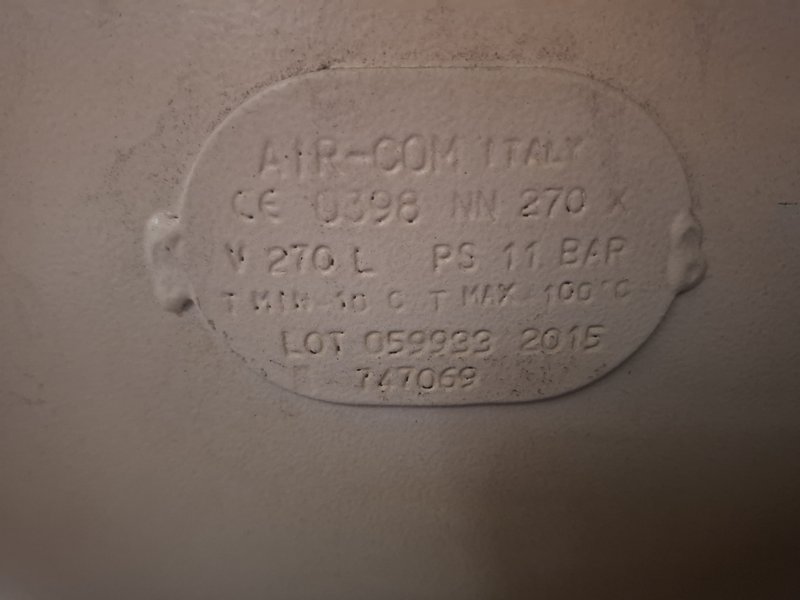 AIR-COM ITALY
CE 0398 NN 270 X
V 270 L PS 11 BAR
T MIN-10 C T MAX 100°C
LOT 059933 2015
747069